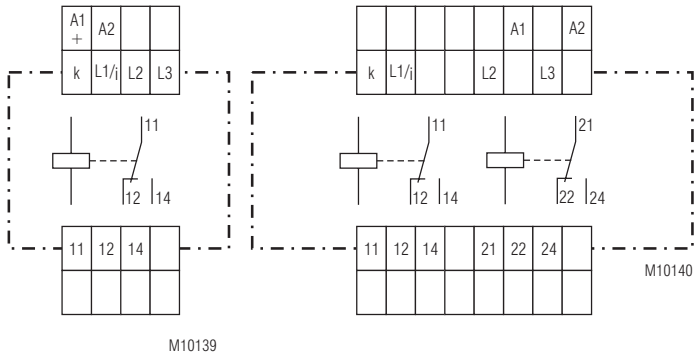 A1
+ A2
k L1/i L2 L3
11
12 14
11 12 14
M10139
A1 A2
k L1/i L2 L3
11 21
12 14 22 24
11 12 14 21 22 24
M10140